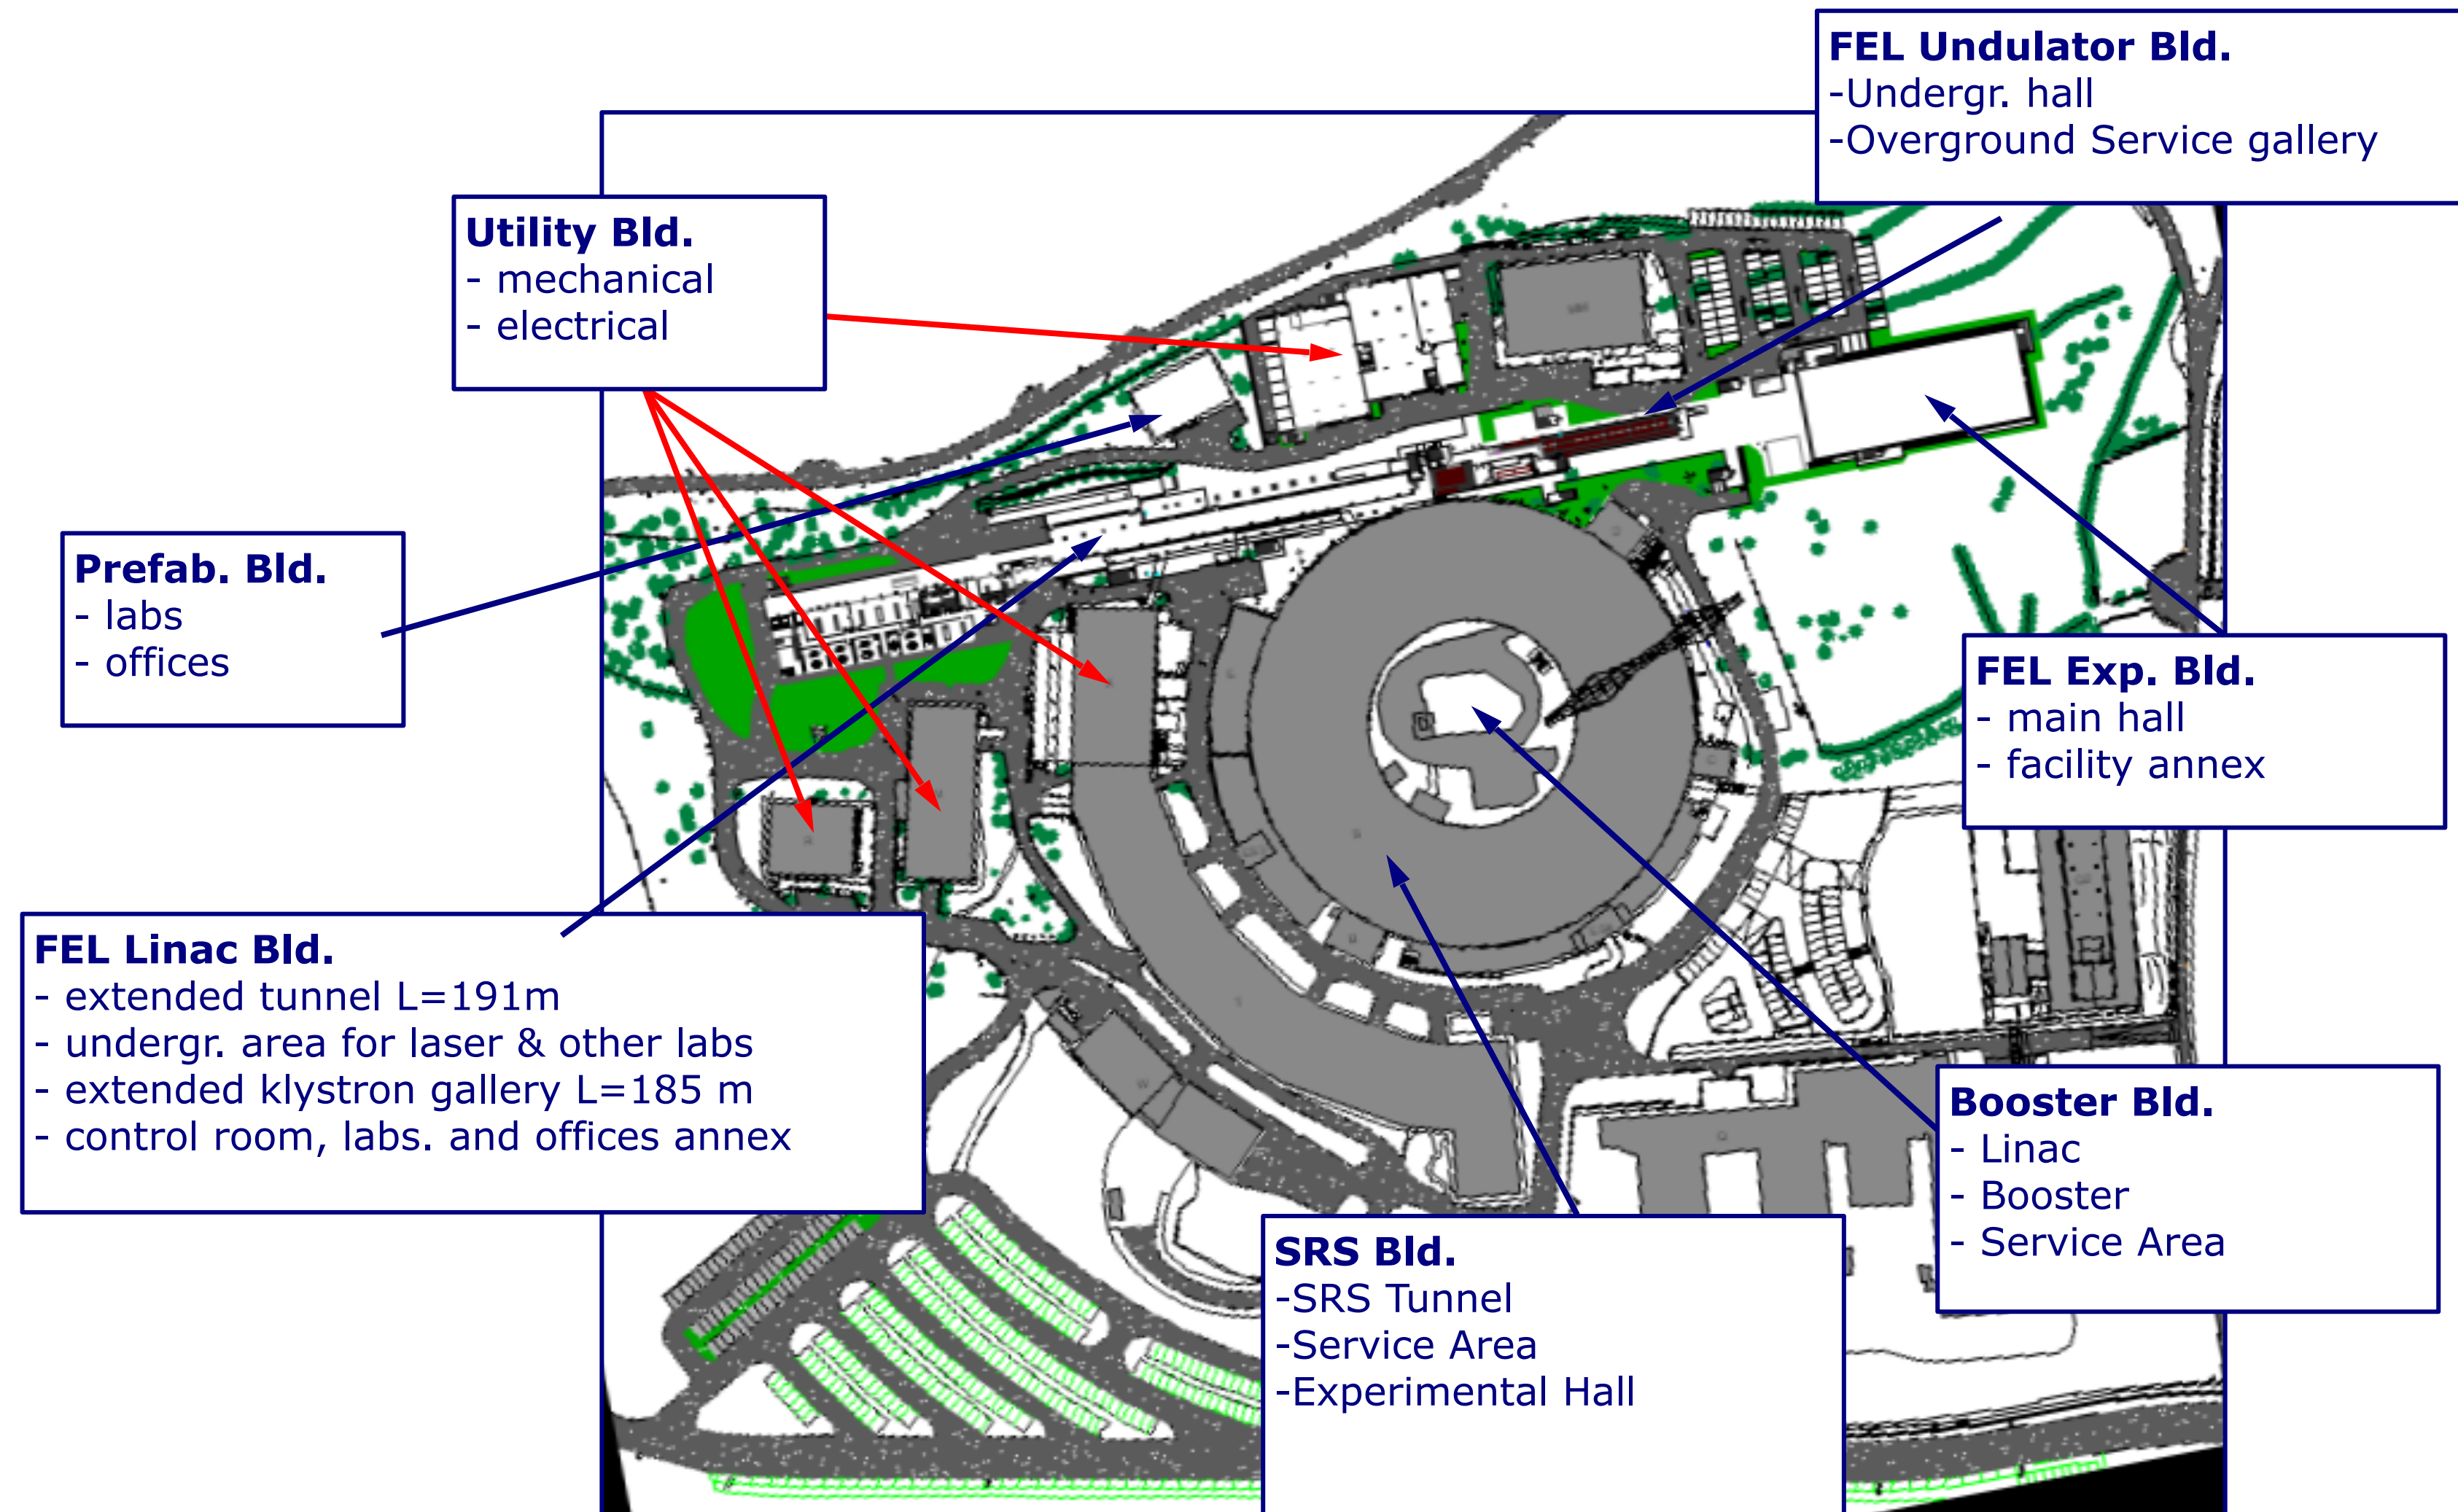 FEL Undulator Bld.
-Undergr. hall
-Overground Service gallery
Utility Bld.
- mechanical
- electrical
Prefab. Bld.
- labs
- offices
FEL Exp. Bld.
- main hall
- facility annex
FEL Linac Bld.
- extended tunnel L=191m
- undergr. area for laser & other labs
- extended klystron gallery L=185 m
- control room, labs. and offices annex
Booster Bld.
- Linac
- Booster
- Service Area
SRS Bld.
-SRS Tunnel
-Service Area
-Experimental Hall